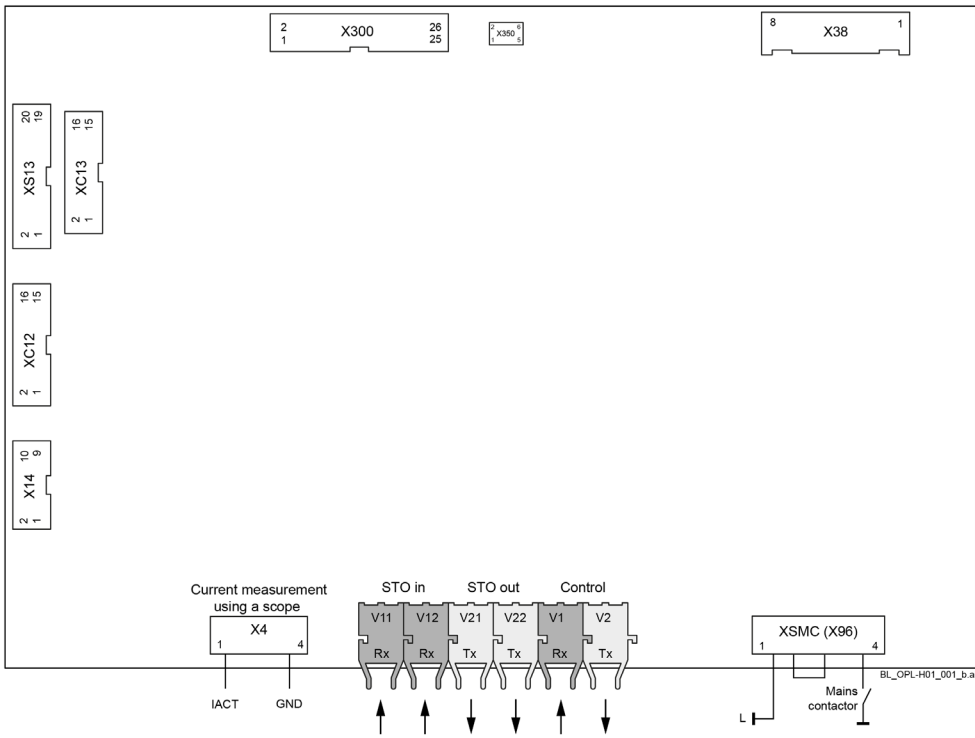 2 26
X300
1 25
2 6
X350
1 5
8 X38 1
20 19
XS13
2 1
16 15
XC13
2 1
16 15
XC12
2 1
10 9
X14
2 1
Current measurement
using a scope
X4
1 4
IACT GND
STO in STO out Control
V11 V12 V21 V22 V1 V2
Rx Rx Tx Tx Rx Tx
XSMC (X96)
1 4
BL_OPL-H01_001_b.a
Mains
contactor
L